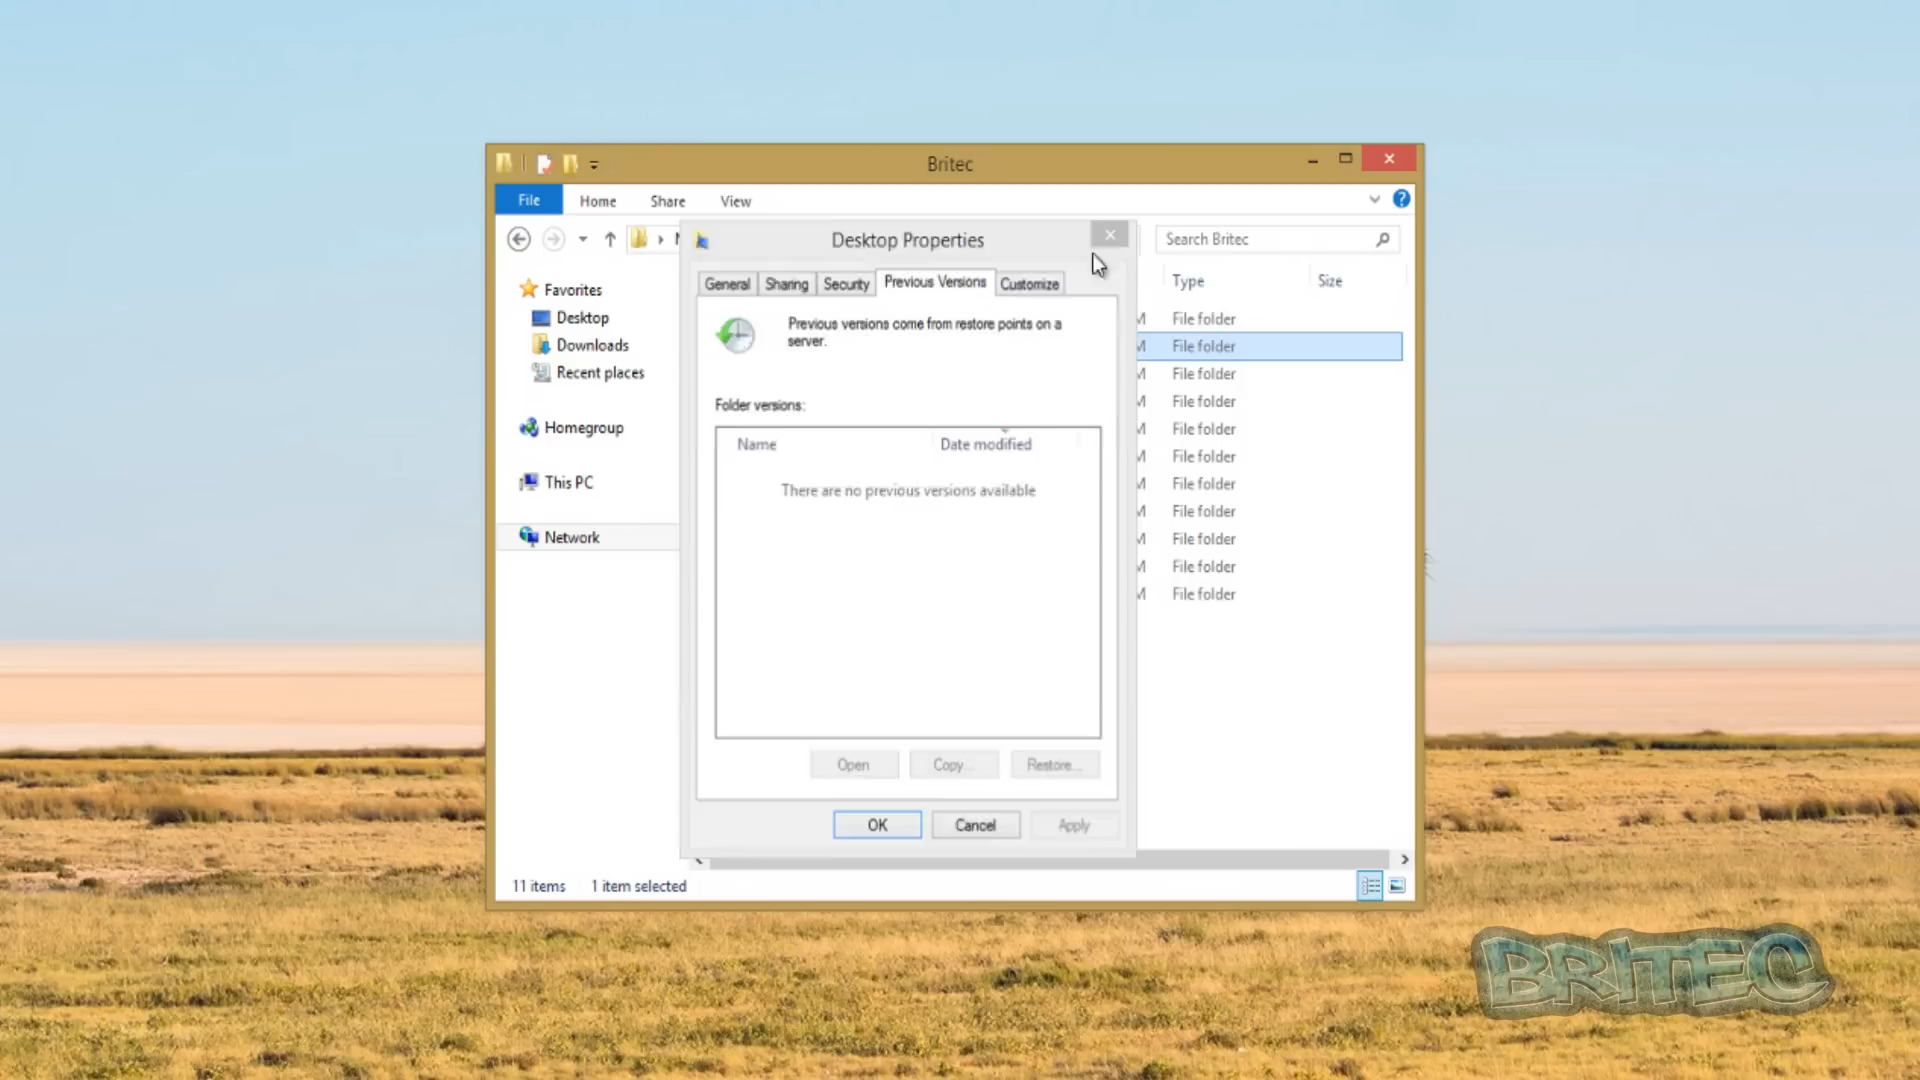 Britec
File Home Share View
Desktop Properties
Search Britec
General Sharing Security Previous Versions Customize
Previous versions come from restore points on a
server.
Folder versions:
Name Date modified
There are no previous versions available
Open Copy... Restore...
OK Cancel Apply
Favorites
Desktop
Downloads
Recent places
Homegroup
This PC
Network
Type Size
M File folder
M File folder
M File folder
M File folder
M File folder
M File folder
M File folder
M File folder
M File folder
M File folder
M File folder
11 items 1 item selected
BRITEC